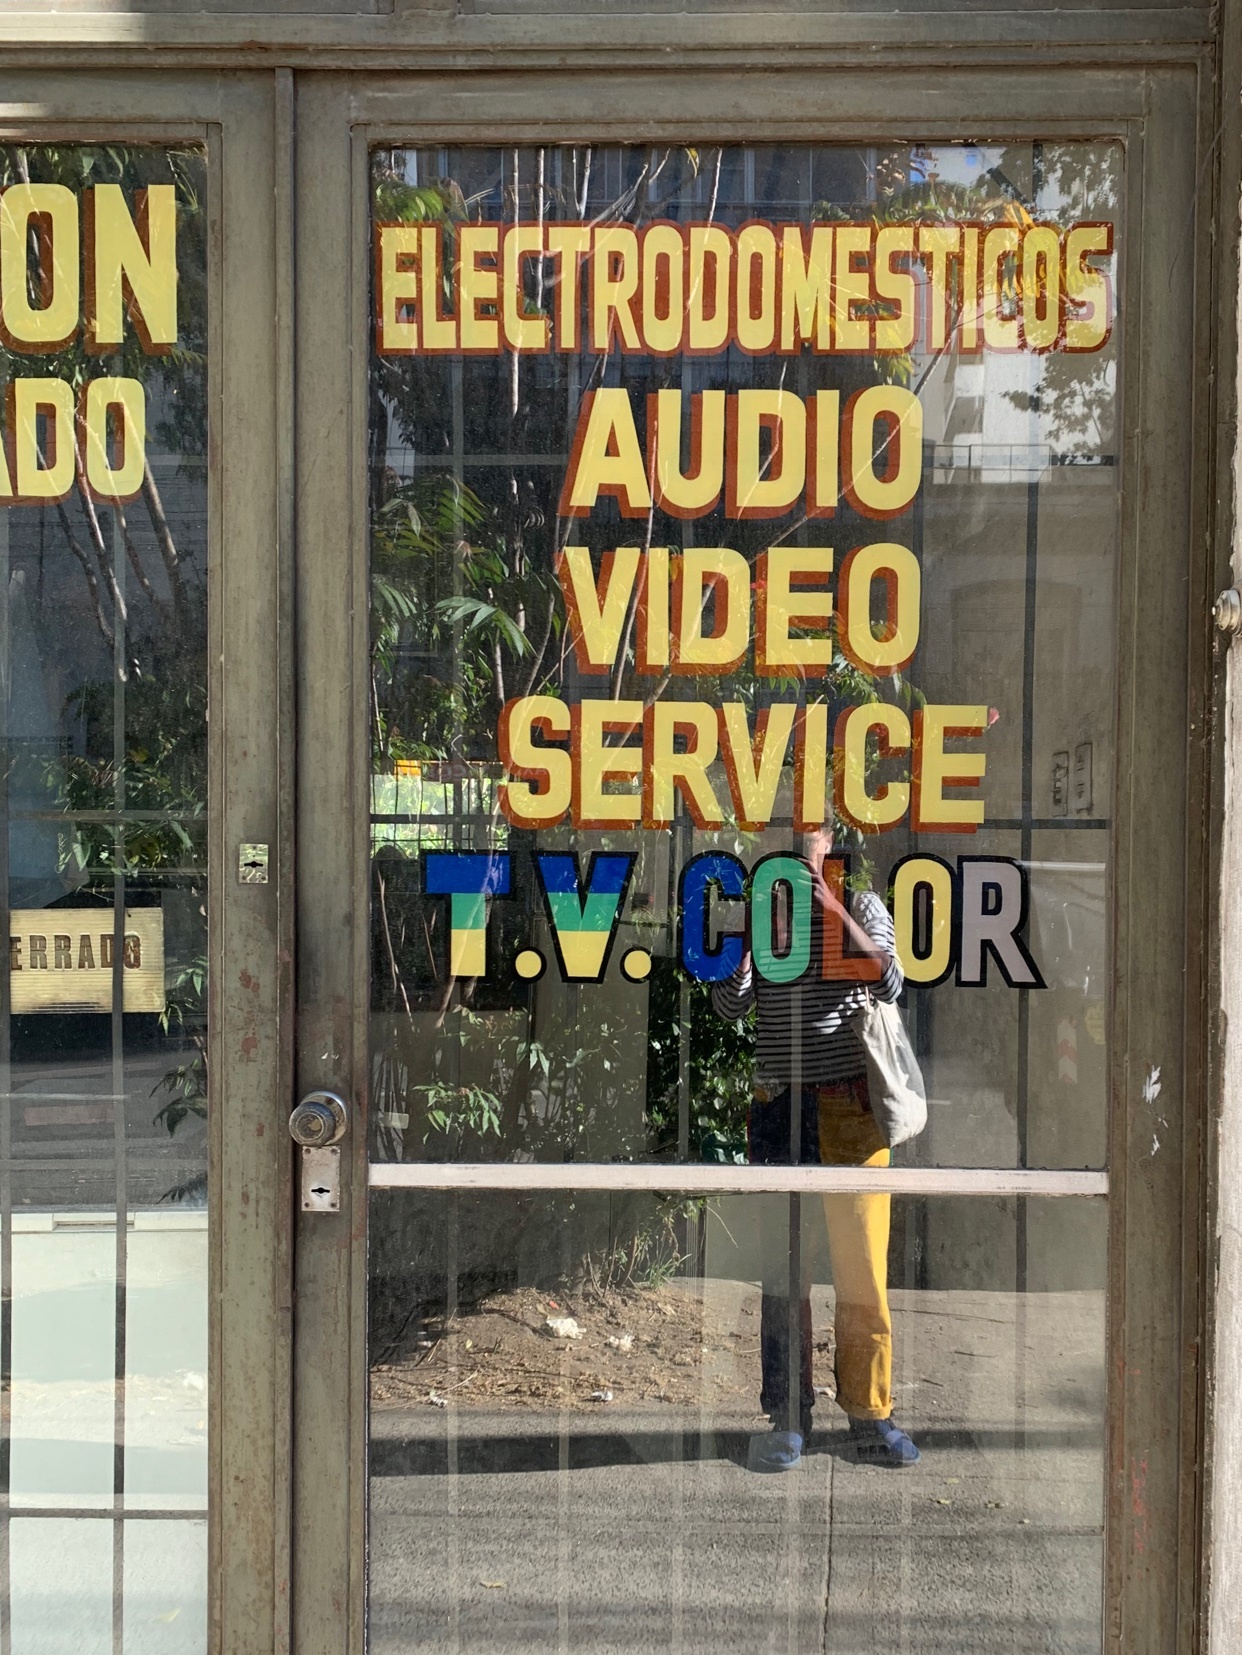 ON
ADO
ERRADO
ELECTRODOMESTICOS
AUDIO
VIDEO
SERVICE
T.V. COLOR